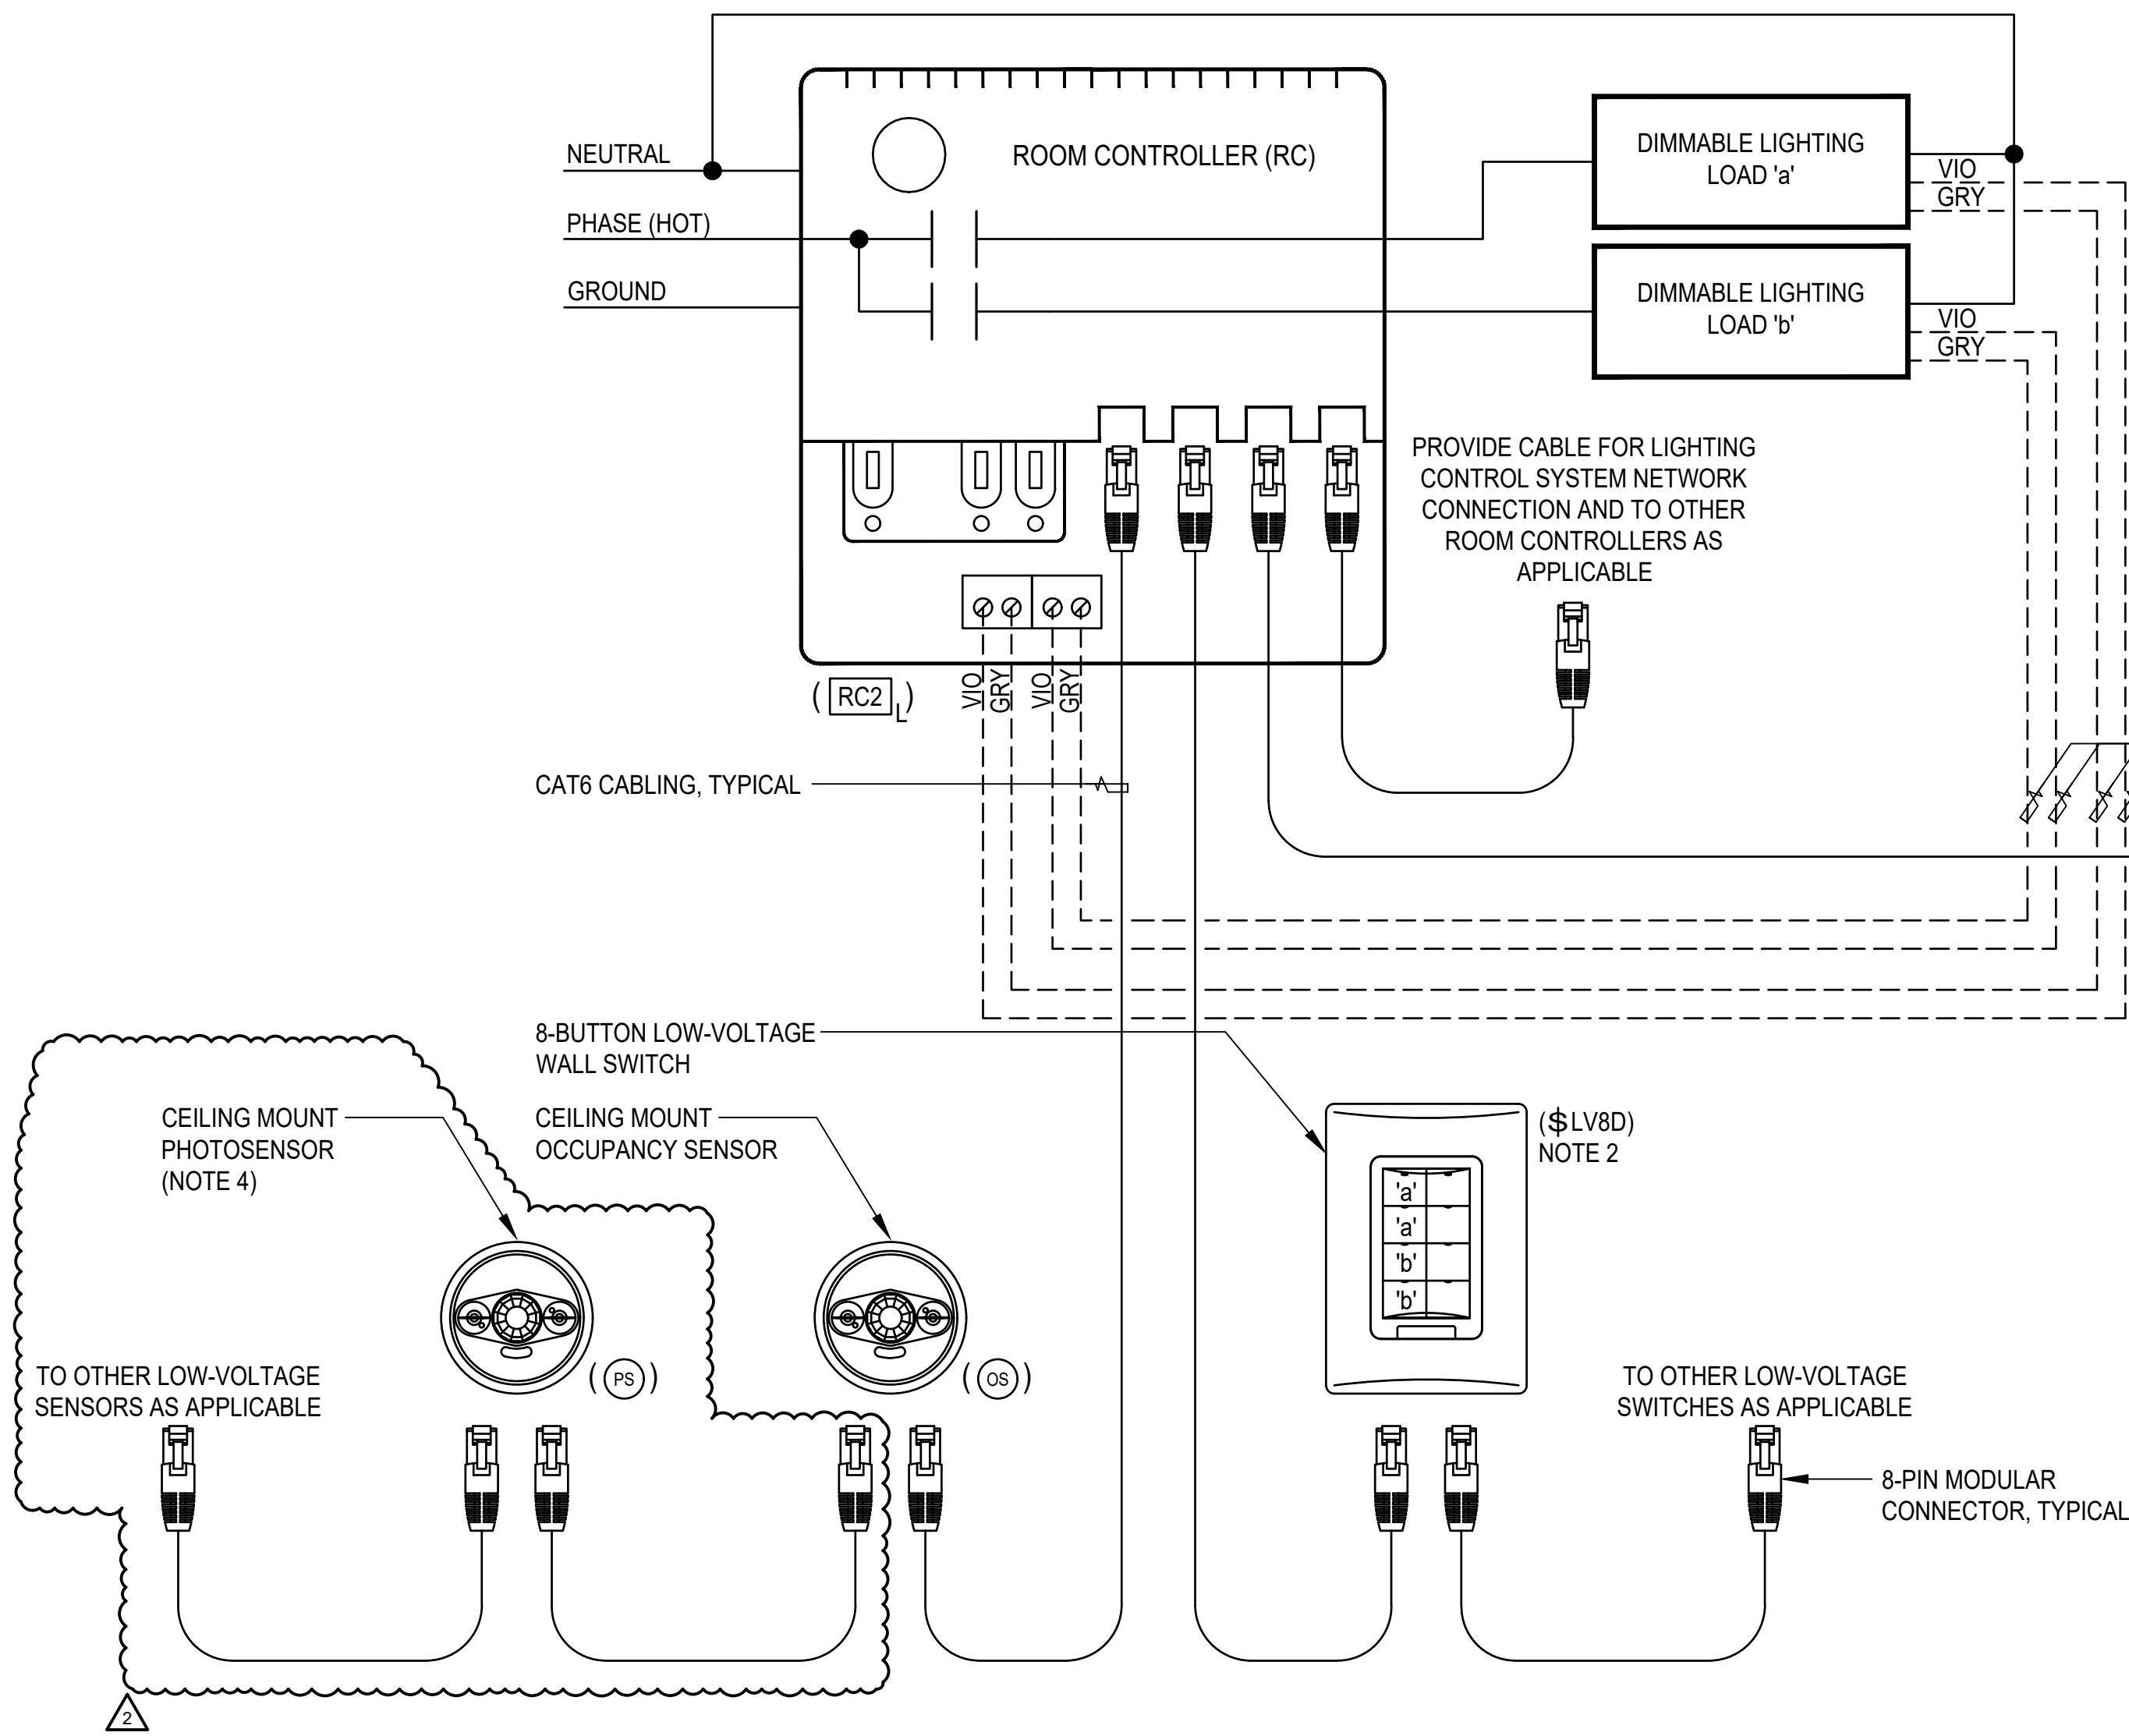 NEUTRAL
ROOM CONTROLLER (RC)
PHASE (HOT)
GROUND
DIMMABLE LIGHTING
LOAD 'a'
VIO
GRY
DIMMABLE LIGHTING
LOAD 'b'
VIO
GRY
PROVIDE CABLE FOR LIGHTING
CONTROL SYSTEM NETWORK
CONNECTION AND TO OTHER
ROOM CONTROLLERS AS
APPLICABLE
(RC2 L)
VIO
GRY
VIO
GRY
CAT6 CABLING, TYPICAL
8-BUTTON LOW-VOLTAGE
WALL SWITCH
CEILING MOUNT
PHOTOSENSOR
(NOTE 4)
CEILING MOUNT
OCCUPANCY SENSOR
($LV8D)
NOTE 2
'a'
'a'
'b'
'b'
(PS)
(OS)
TO OTHER LOW-VOLTAGE
SENSORS AS APPLICABLE
TO OTHER LOW-VOLTAGE
SWITCHES AS APPLICABLE
8-PIN MODULAR
CONNECTOR, TYPICAL
2